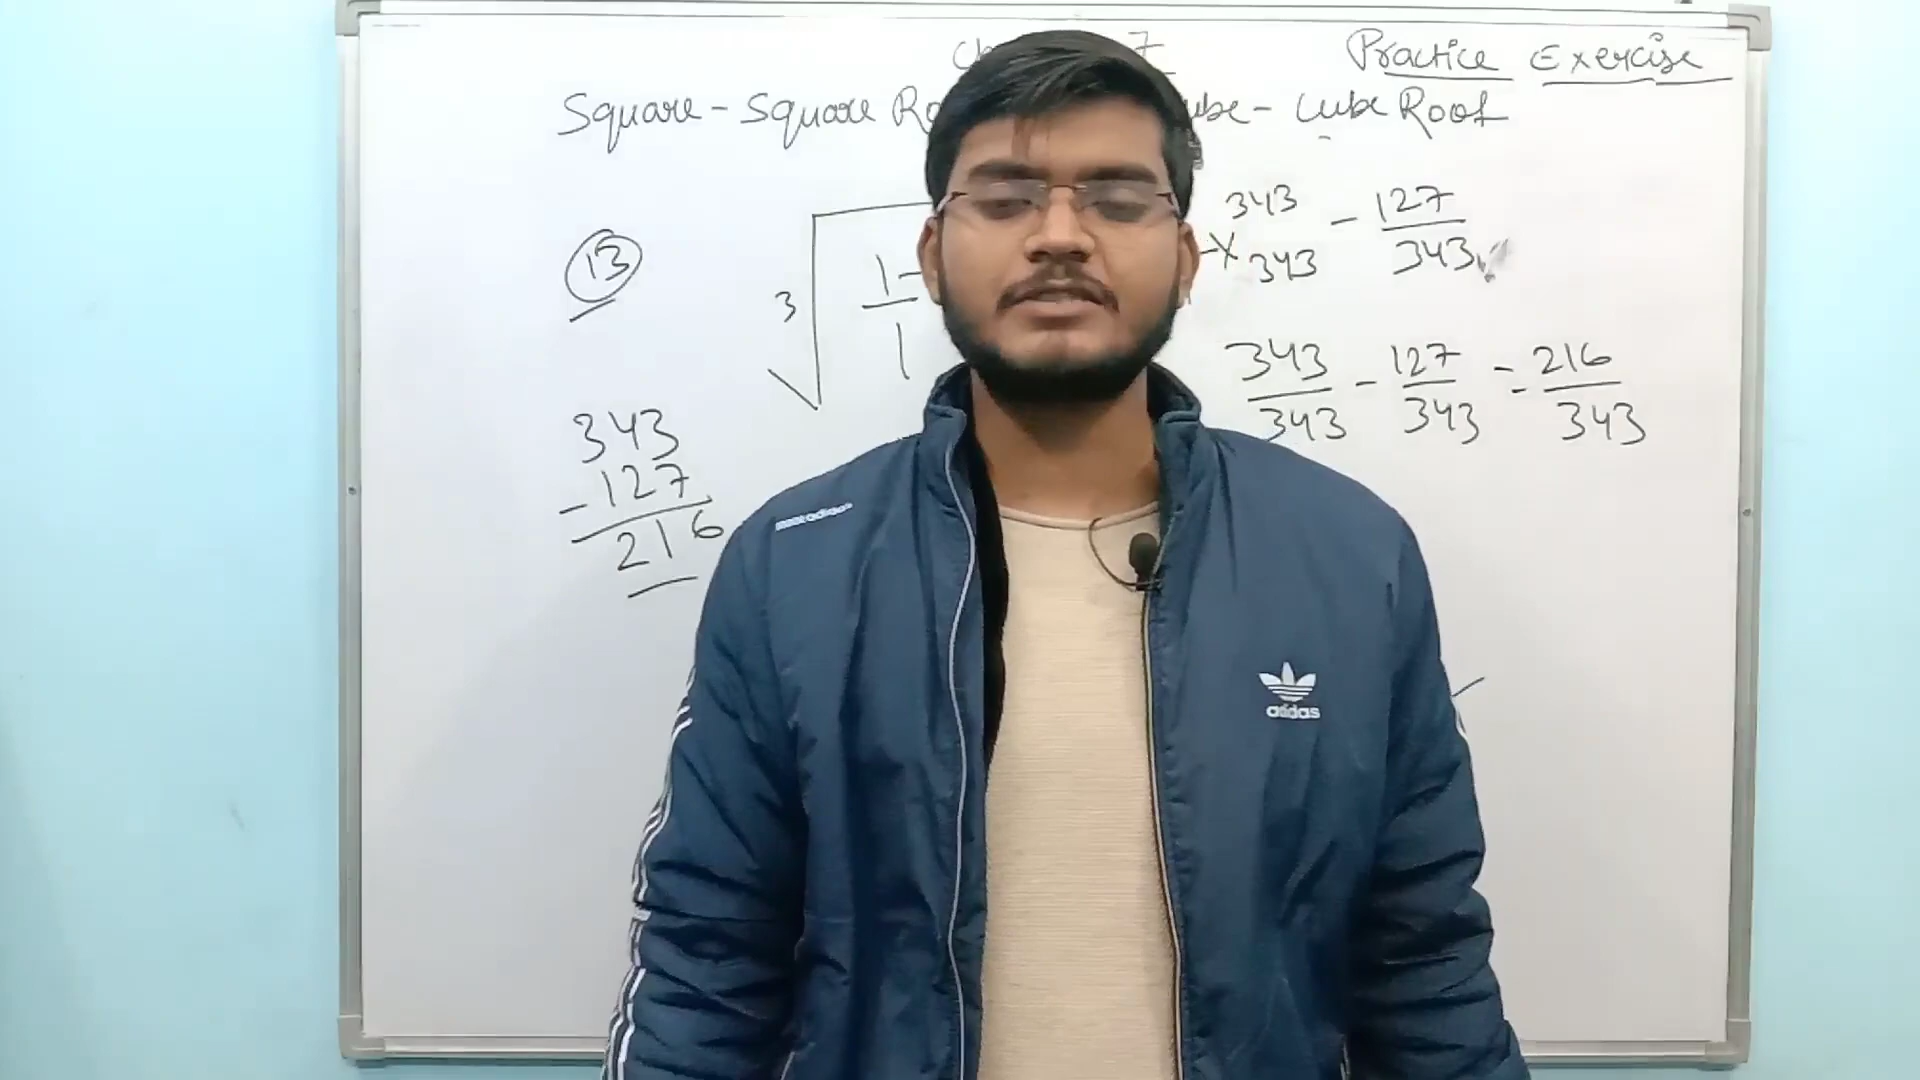 7
Practice Exercise
Square - Square Ro ube - Cube Root
13
3 1 -
1
343 - 127
x 343 343
343 - 127 = 216
343 343 343
343
- 127
216
adidas